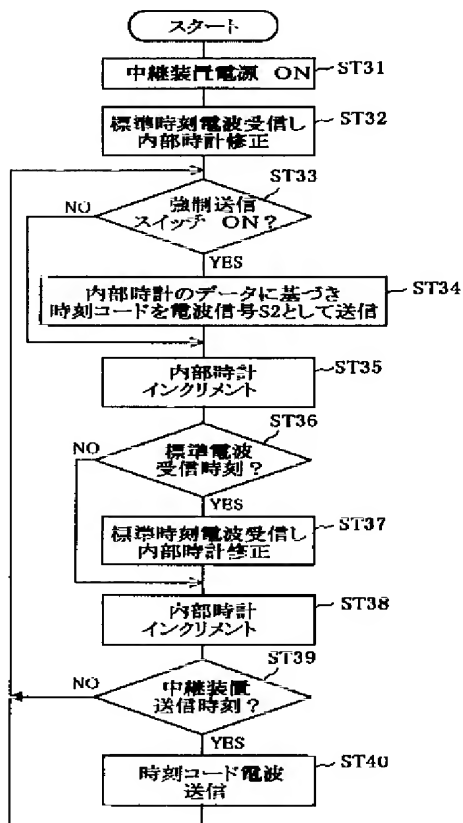 スタート
中継装置電源 ON
ST31
標準時刻電波受信し
内部時計修正
ST32
ST33
強制送信
スイッチ ON?
NO
YES
内部時計のデータに基づき
時刻コードを電波信号S2として送信
ST34
内部時計
インクリメント
ST35
ST36
標準電波
受信時刻?
NO
YES
標準時刻電波受信し
内部時計修正
ST37
内部時計
インクリメント
ST38
ST39
中継装置
送信時刻?
NO
YES
時刻コード電波
送信
ST40